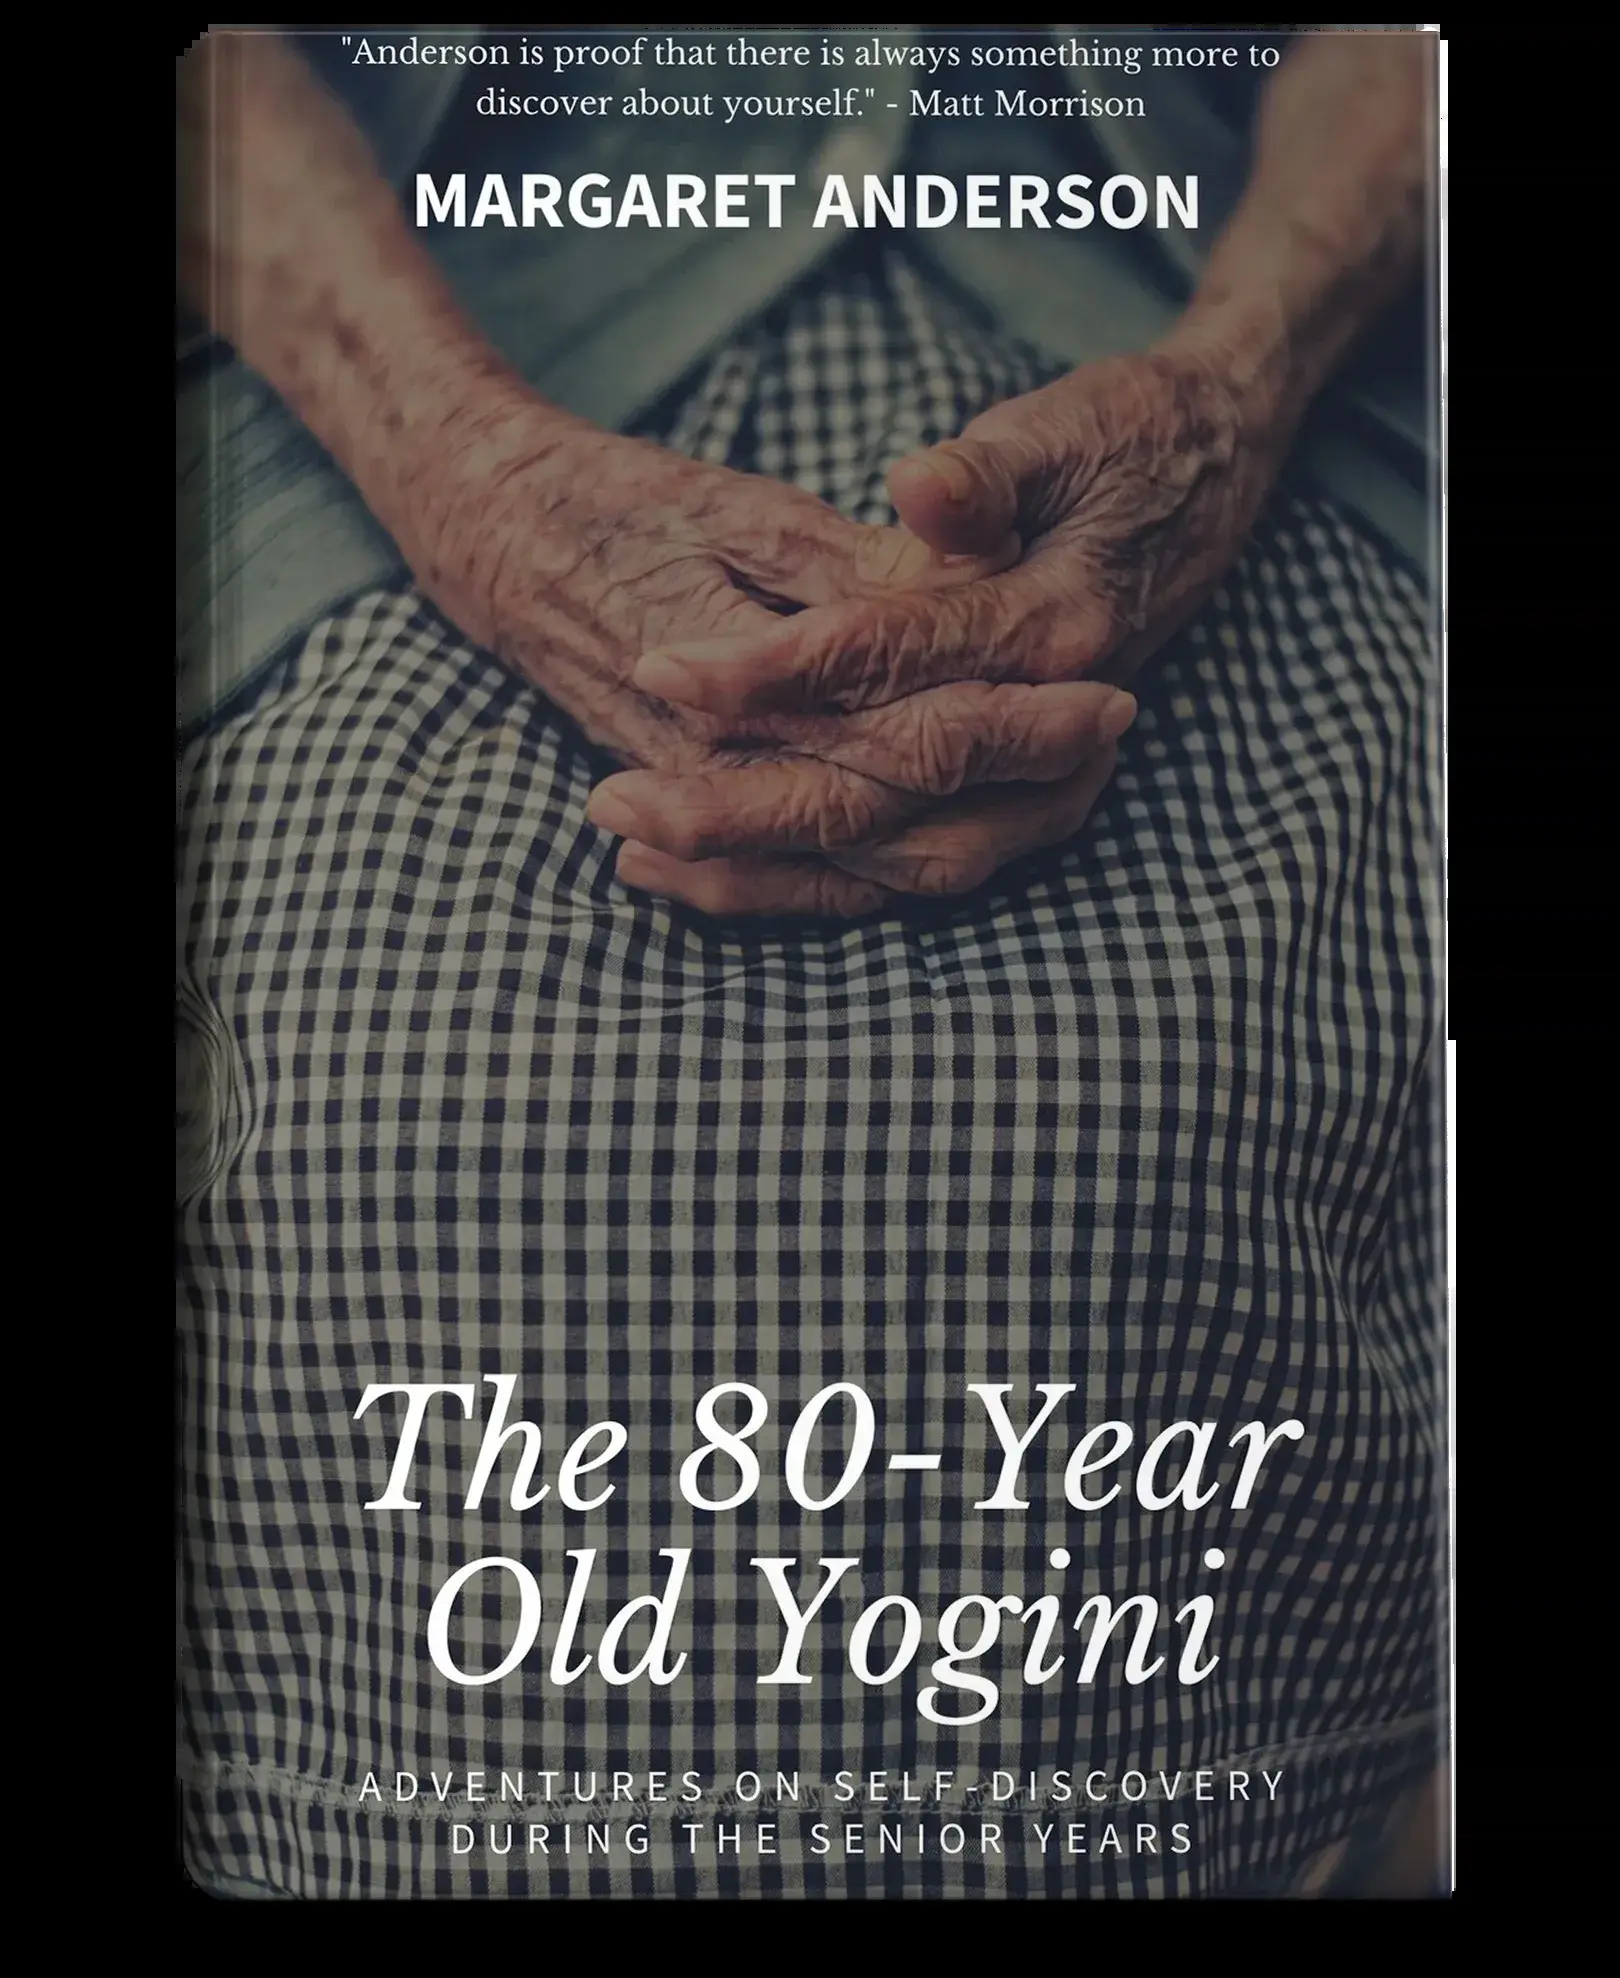 "Anderson is proof that there is always something more to
discover about yourself." - Matt Morrison
MARGARET ANDERSON
The 80-Year
Old Yogini
ADVENTURES ON SELF-DISCOVERY
DURING THE SENIOR YEARS